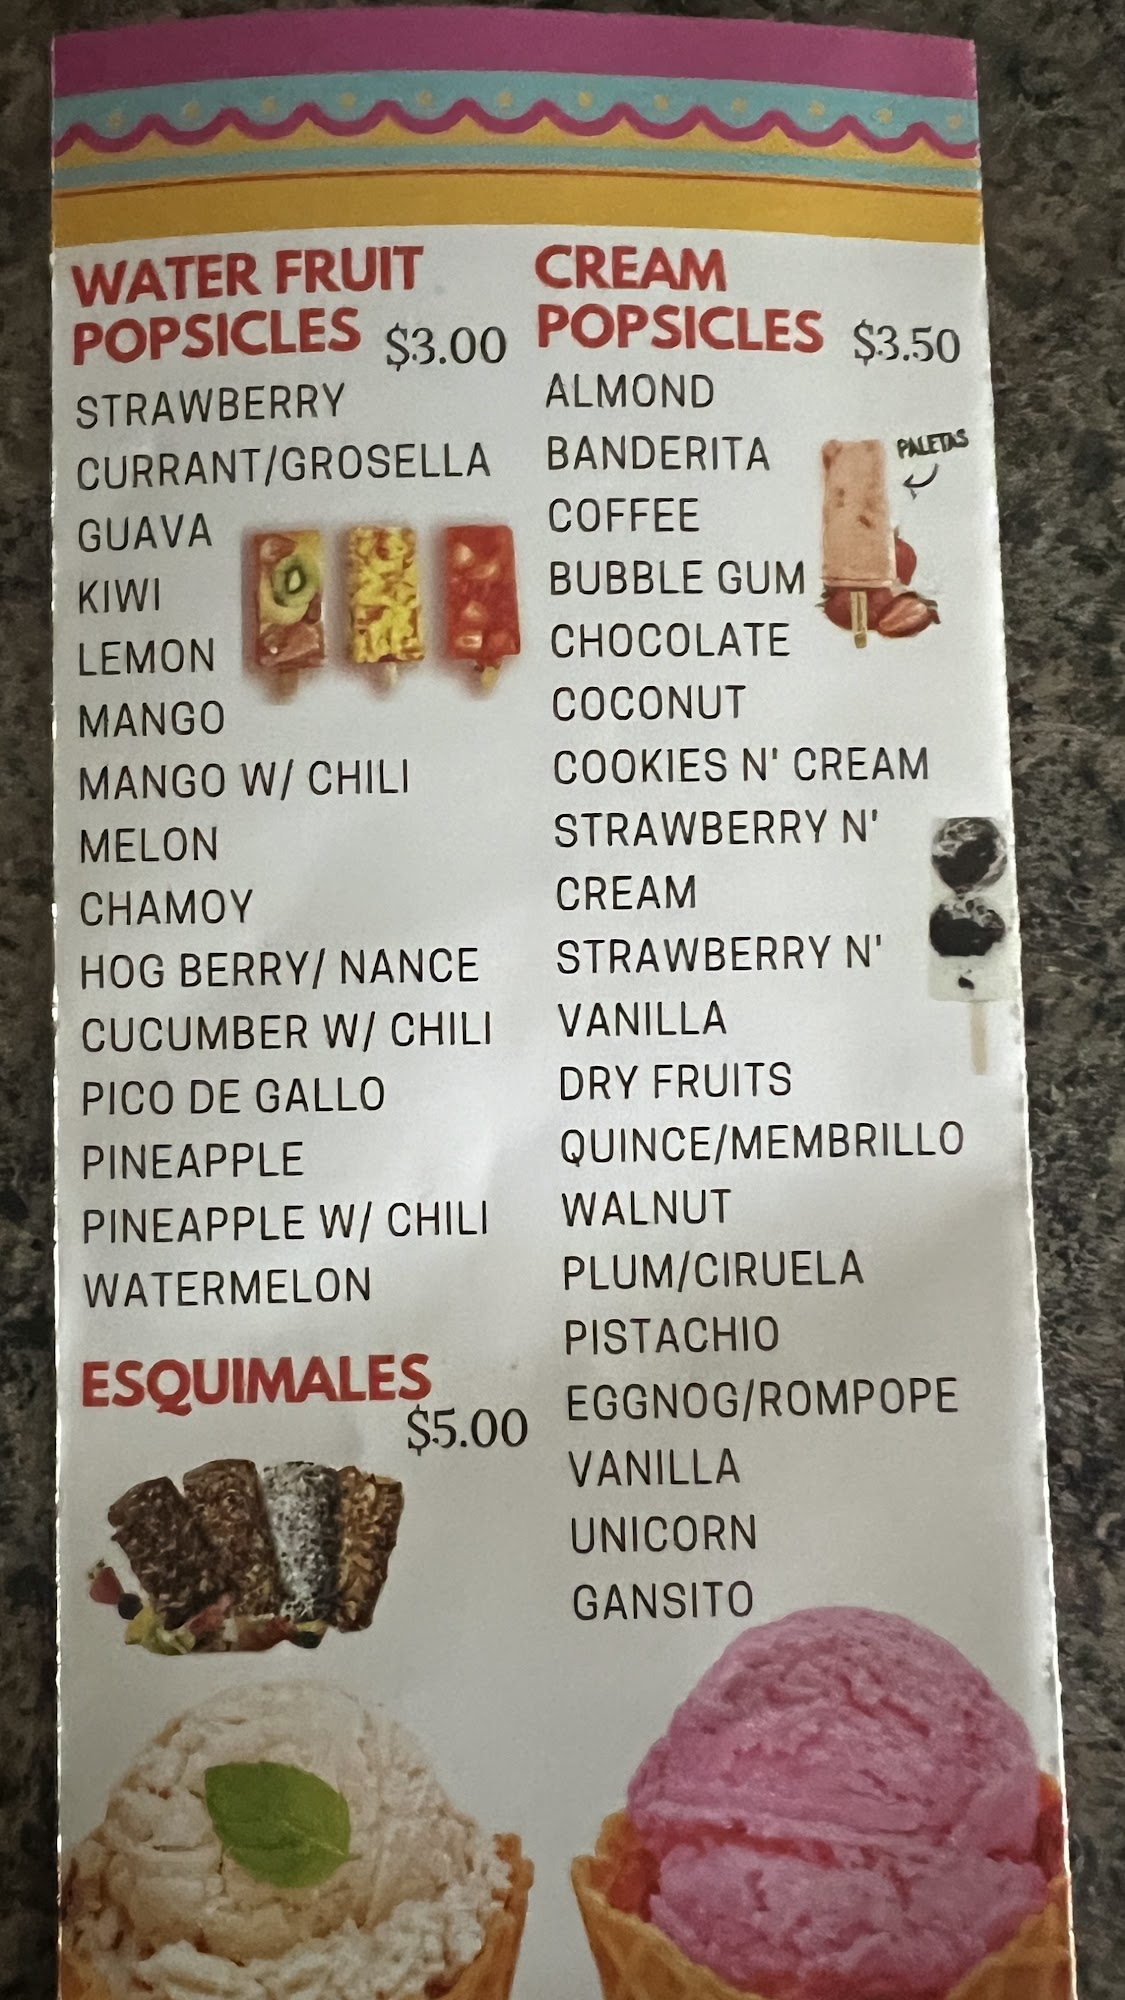 WATER FRUIT
POPSICLES $3.00
STRAWBERRY
CURRANT/GROSELLA
GUAVA
KIWI
LEMON
MANGO
MANGO W/ CHILI
MELON
CHAMOY
HOG BERRY/ NANCE
CUCUMBER W/ CHILI
PICO DE GALLO
PINEAPPLE
PINEAPPLE W/ CHILI
WATERMELON
ESQUIMALES
$5.00
CREAM
POPSICLES $3.50
ALMOND
BANDERITA
PALETAS
COFFEE
BUBBLE GUM
CHOCOLATE
COCONUT
COOKIES N' CREAM
STRAWBERRY N'
CREAM
STRAWBERRY N'
VANILLA
DRY FRUITS
QUINCE/MEMBRILLO
WALNUT
PLUM/CIRUELA
PISTACHIO
EGGNOG/ROMPOPE
VANILLA
UNICORN
GANSITO